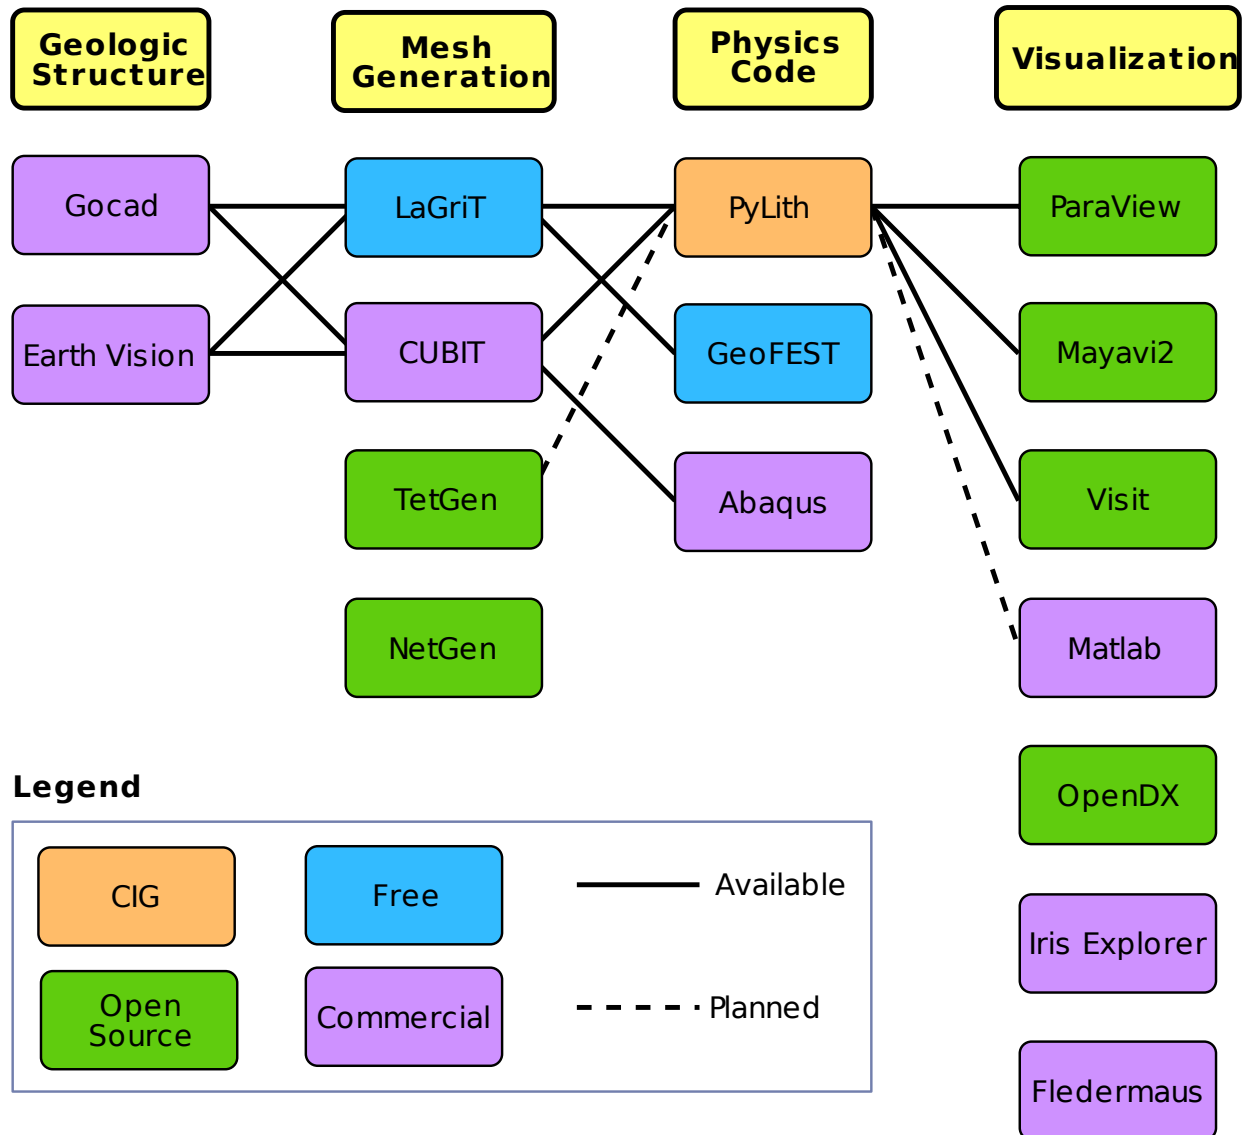 Geologic
Structure
Mesh
Generation
Physics
Code
Visualization
Gocad
LaGriT
PyLith
ParaView
Earth Vision
CUBIT
GeoFEST
Mayavi2
TetGen
Abaqus
Visit
NetGen
Matlab
OpenDX
Iris Explorer
Fledermaus
Legend
CIG
Free
Available
Open
Source
Commercial
Planned